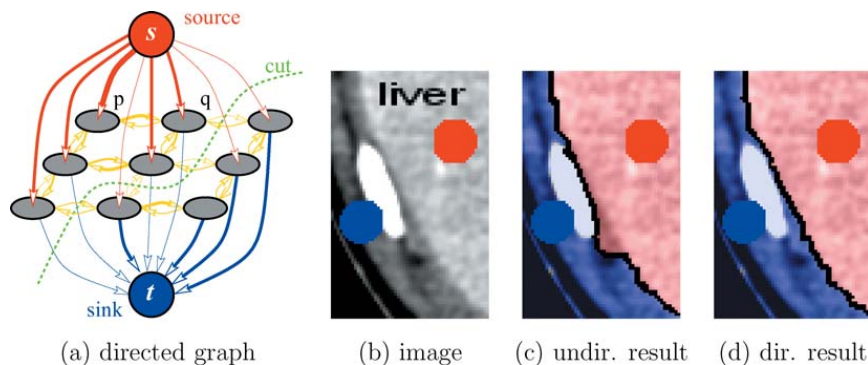 s source
cut
p q
t
sink
liver
(a) directed graph (b) image (c) undir. result (d) dir. result